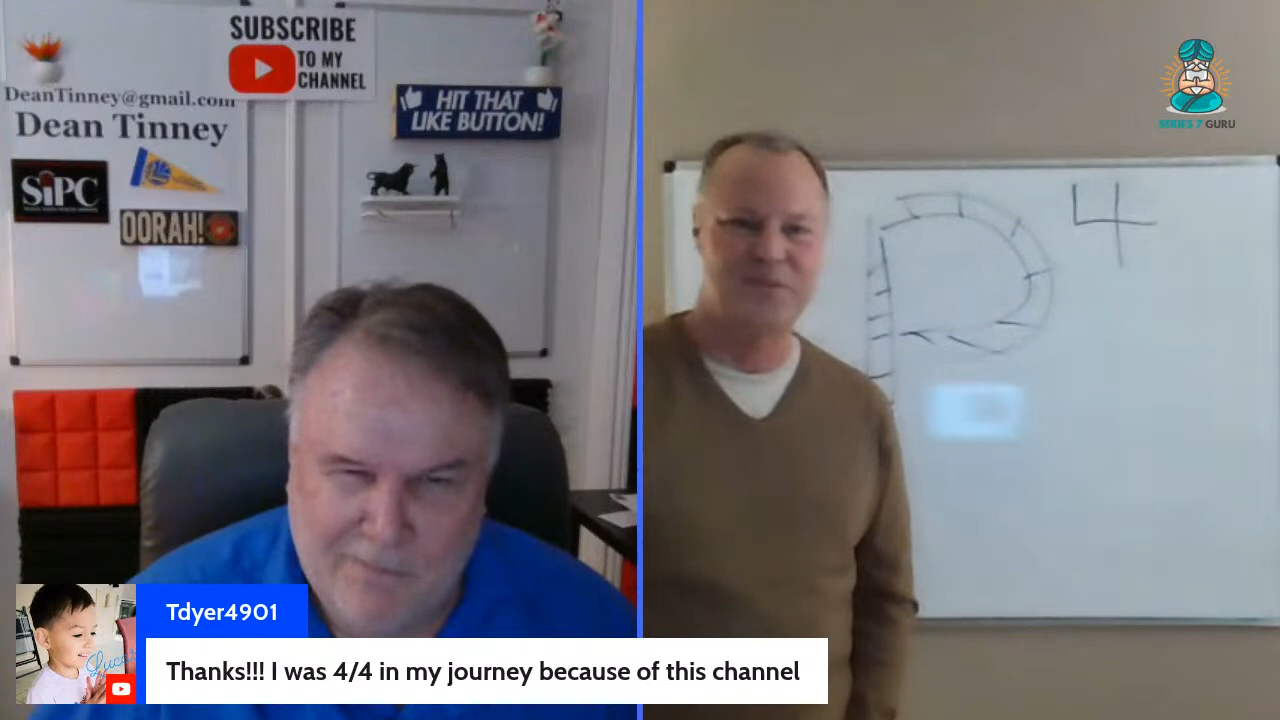 SUBSCRIBE
TO MY
CHANNEL
DeanTinney@gmail.com
Dean Tinney
HIT THAT
LIKE BUTTON!
SiPC
OORAH!
SERIES 7 GURU
P
4
Tdyer4901
Thanks!!! I was 4/4 in my journey because of this channel